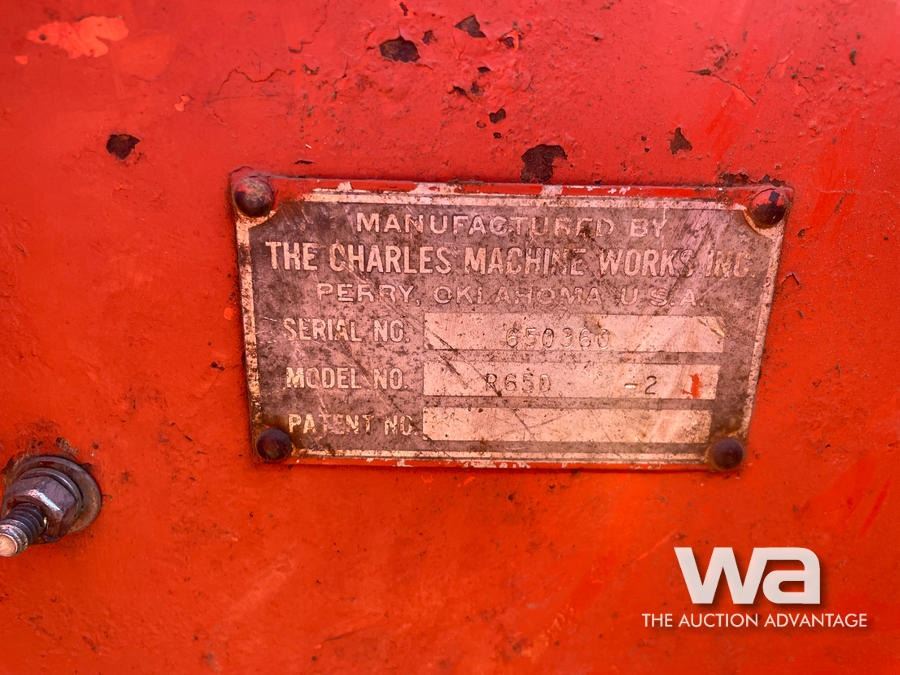 MANUFACTURED BY
THE CHARLES MACHINE WORKS INC.
PERRY, OKLAHOMA, U.S.A.
SERIAL NO. 650360
MODEL NO. R65D -2
PATENT NO
wa
THE AUCTION ADVANTAGE